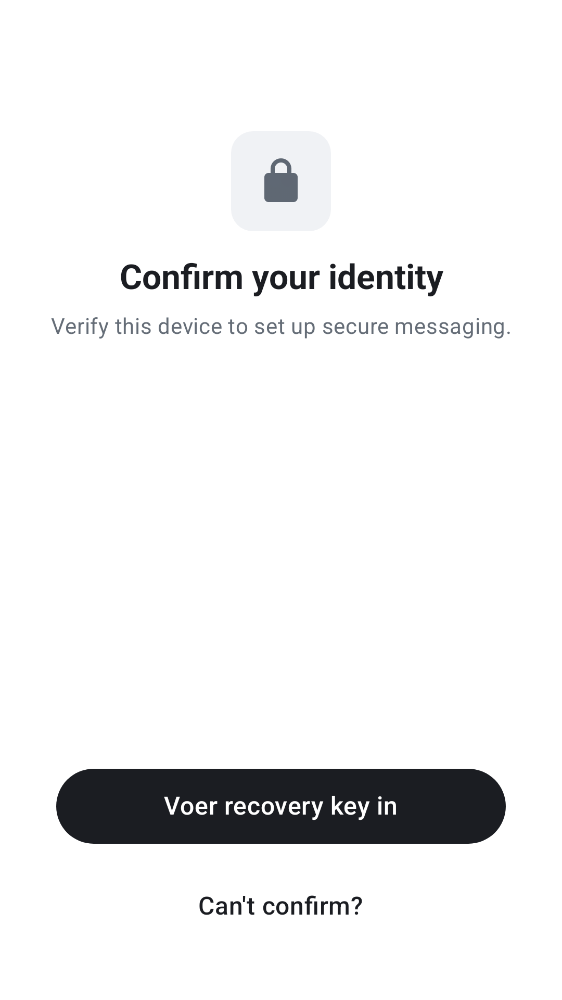 Confirm your identity
Verify this device to set up secure messaging.
Voer recovery key in
Can't confirm?